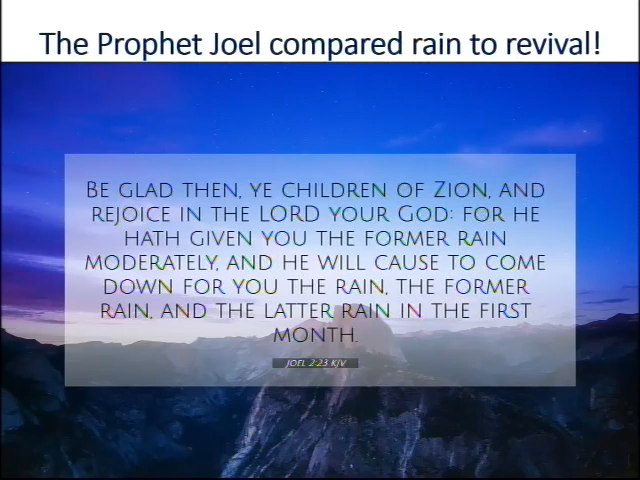 The Prophet Joel compared rain to revival!
Be glad then, ye children of Zion, and
rejoice in the LORD your God: for he
hath given you the former rain
moderately, and he will cause to come
down for you the rain, the former
rain, and the latter rain in the first
month.
JOEL 2:23 KJV